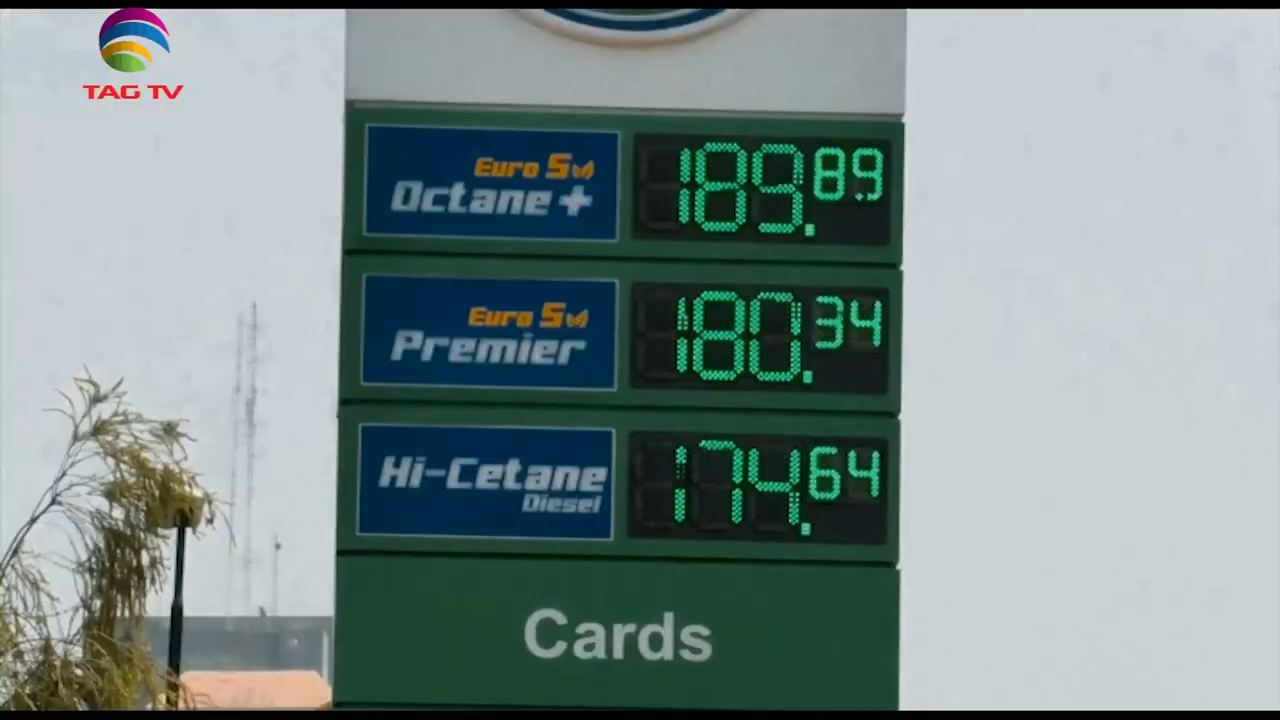 TAG TV
Euro 5
Octane +
189.89
Euro 5
Premier
180.34
Hi-Cetane
Diesel
174.64
Cards